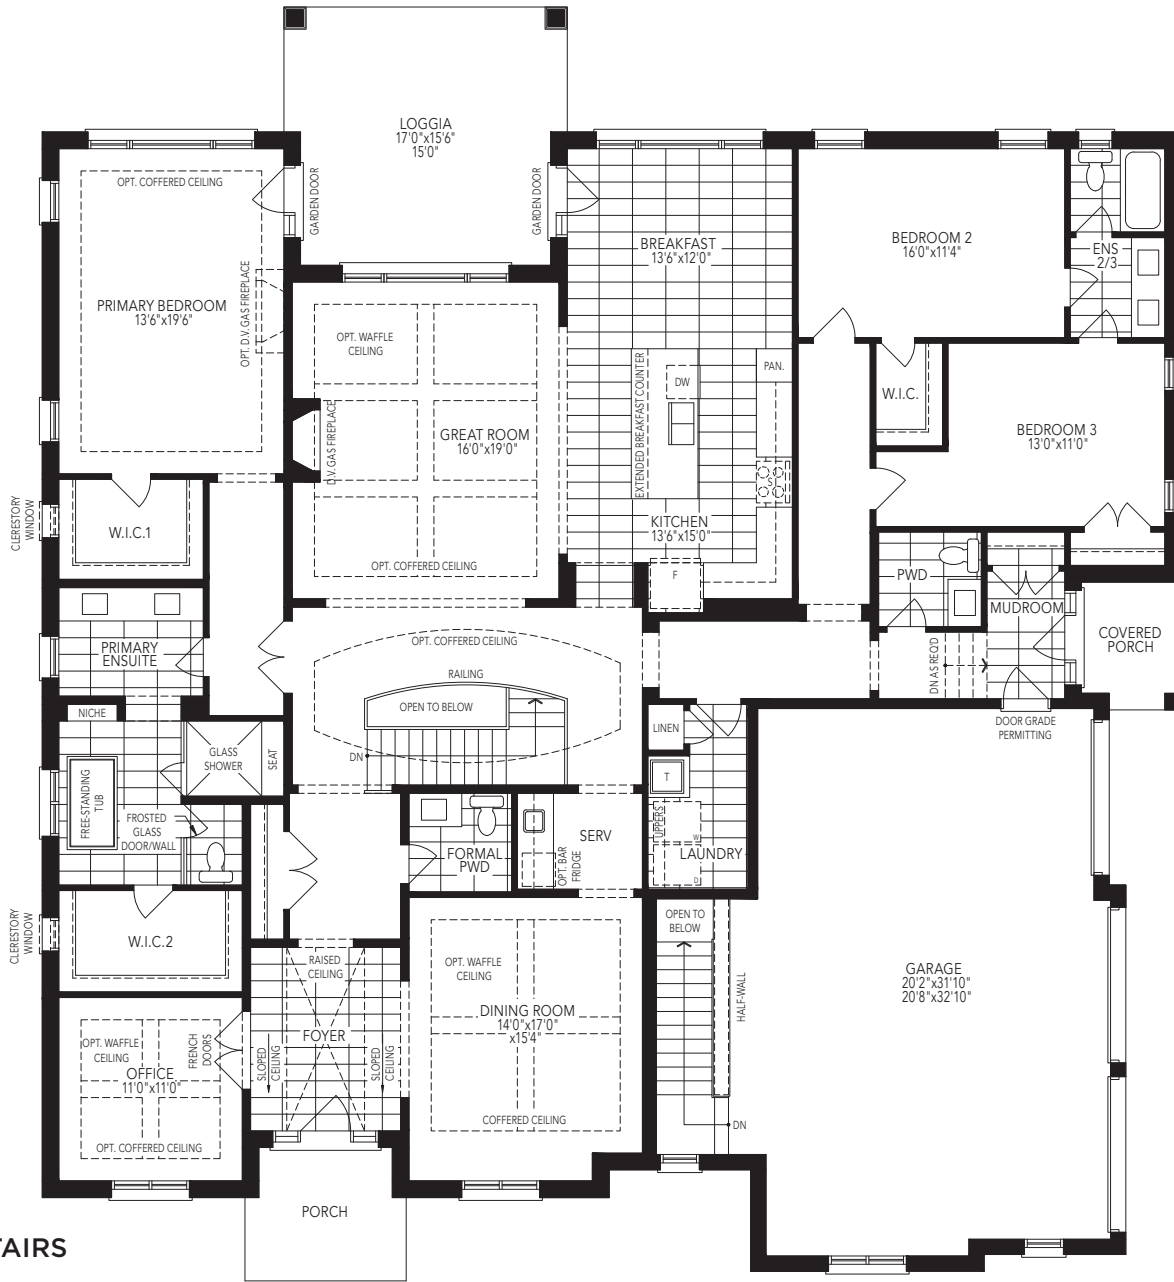 LOGGIA
17'0"x15'6"
15'0"
OPT. COFFERED CEILING
GARDEN DOOR
GARDEN DOOR
BREAKFAST
13'6"x12'0"
BEDROOM 2
16'0"x11'4"
ENS
2/3
PRIMARY BEDROOM
13'6"x19'6"
OPT. D.V. GAS FIREPLACE
OPT. WAFFLE
CEILING
EXTENDED BREAKFAST COUNTER
DW
PAN.
W.I.C.
D.V. GAS FIREPLACE
GREAT ROOM
16'0"x19'0"
BEDROOM 3
13'0"x11'0"
S
CLERESTORY
WINDOW
W.I.C.1
KITCHEN
13'6"x15'0"
OPT. COFFERED CEILING
F
PWD
MUDROOM
COVERED
PORCH
PRIMARY
ENSUITE
OPT. COFFERED CEILING
RAILING
OPEN TO BELOW
DN AS REQ'D
NICHE
LINEN
DOOR GRADE
PERMITTING
GLASS
SHOWER
SEAT
DN
FREE-STANDING
TUB
T
FROSTED
GLASS
DOOR/WALL
FORMAL
PWD
SERV
OPT. BAR
FRIDGE
UPPERS
W
LAUNDRY
D
CLERESTORY
WINDOW
W.I.C.2
OPEN TO
BELOW
RAISED
CEILING
OPT. WAFFLE
CEILING
HALF-WALL
GARAGE
20'2"x31'10"
20'8"x32'10"
DINING ROOM
14'0"x17'0"
x15'4"
FOYER
FRENCH
DOORS
OPT. WAFFLE
CEILING
SLOPED
CEILING
SLOPED
CEILING
OFFICE
11'0"x11'0"
COFFERED CEILING
DN
OPT. COFFERED CEILING
PORCH
TAIRS